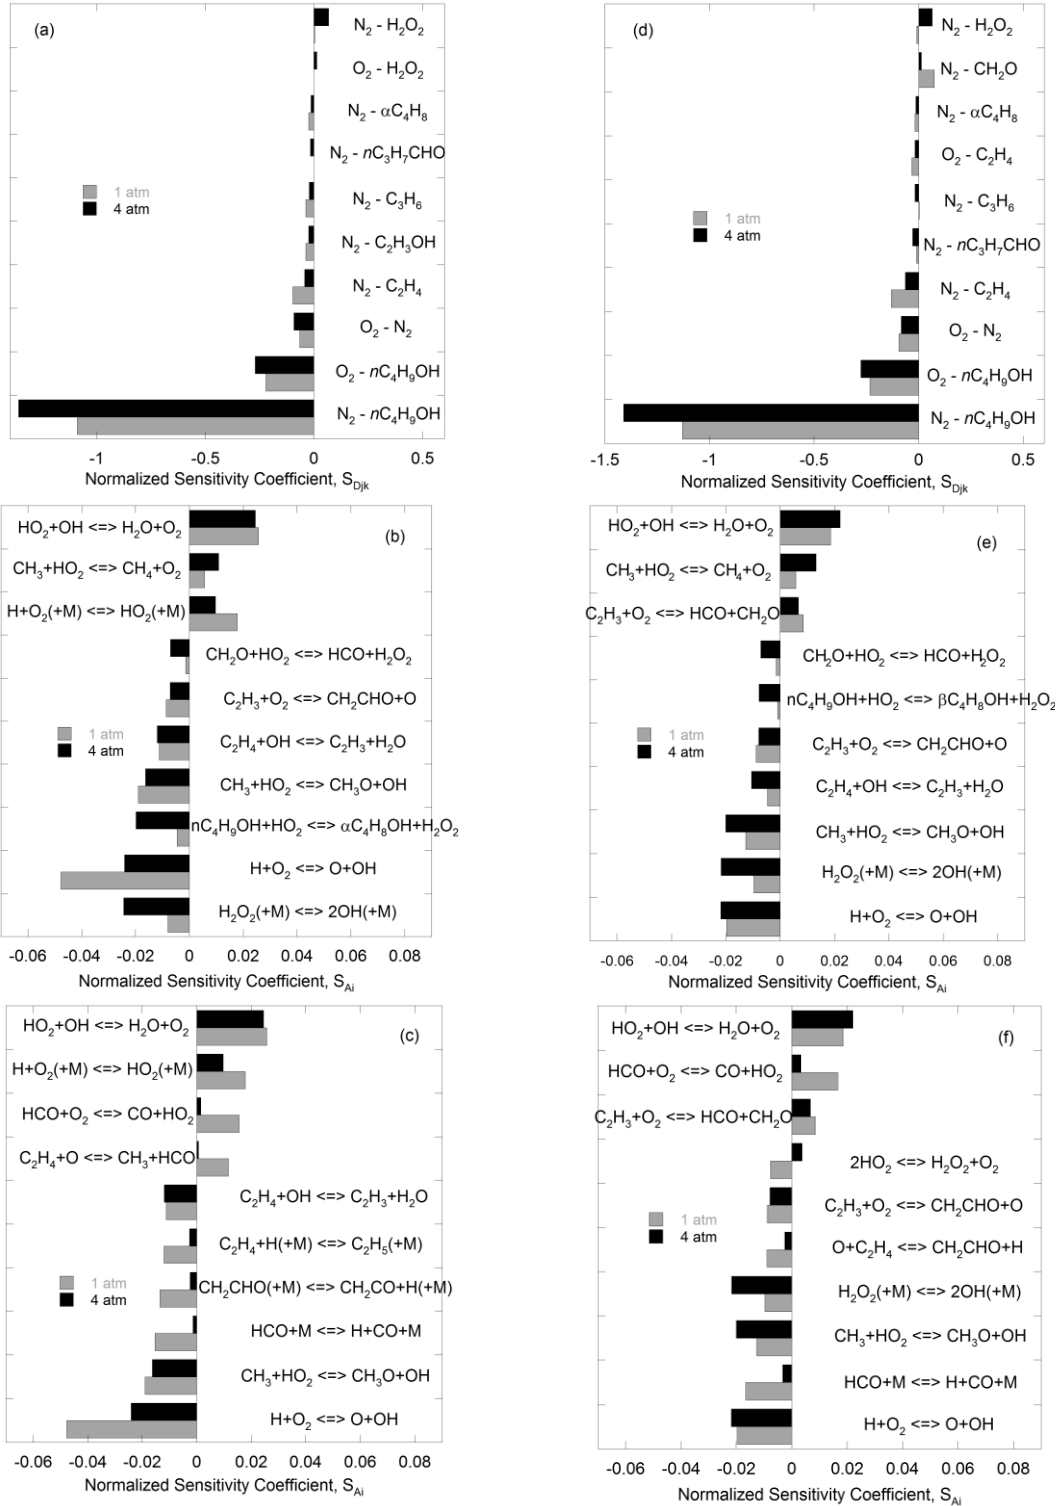 (a)
N₂ - H₂O₂
O₂ - H₂O₂
N₂ - αC₄H₈
N₂ - nC₃H₇CHO
N₂ - C₃H₆
N₂ - C₂H₃OH
N₂ - C₂H₄
O₂ - N₂
O₂ - nC₄H₉OH
N₂ - nC₄H₉OH
1 atm
4 atm
-1 -0.5 0 0.5
Normalized Sensitivity Coefficient, S_Djk
(d)
N₂ - H₂O₂
N₂ - CH₂O
N₂ - αC₄H₈
O₂ - C₂H₄
N₂ - C₃H₆
N₂ - nC₃H₇CHO
N₂ - C₂H₄
O₂ - N₂
O₂ - nC₄H₉OH
N₂ - nC₄H₉OH
1 atm
4 atm
-1.5 -1 -0.5 0 0.5
Normalized Sensitivity Coefficient, S_Djk
(b)
HO₂+OH <=> H₂O+O₂
CH₃+HO₂ <=> CH₄+O₂
H+O₂(+M) <=> HO₂(+M)
CH₂O+HO₂ <=> HCO+H₂O₂
C₂H₃+O₂ <=> CH₂CHO+O
C₂H₄+OH <=> C₂H₃+H₂O
CH₃+HO₂ <=> CH₃O+OH
nC₄H₉OH+HO₂ <=> αC₄H₈OH+H₂O₂
H+O₂ <=> O+OH
H₂O₂(+M) <=> 2OH(+M)
1 atm
4 atm
-0.06 -0.04 -0.02 0 0.02 0.04 0.06 0.08
Normalized Sensitivity Coefficient, S_Ai
(e)
HO₂+OH <=> H₂O+O₂
CH₃+HO₂ <=> CH₄+O₂
C₂H₃+O₂ <=> HCO+CH₂O
CH₂O+HO₂ <=> HCO+H₂O₂
nC₄H₉OH+HO₂ <=> βC₄H₈OH+H₂O₂
C₂H₃+O₂ <=> CH₂CHO+O
C₂H₄+OH <=> C₂H₃+H₂O
CH₃+HO₂ <=> CH₃O+OH
H₂O₂(+M) <=> 2OH(+M)
H+O₂ <=> O+OH
1 atm
4 atm
-0.06 -0.04 -0.02 0 0.02 0.04 0.06 0.08
Normalized Sensitivity Coefficient, S_Ai
(c)
HO₂+OH <=> H₂O+O₂
H+O₂(+M) <=> HO₂(+M)
HCO+O₂ <=> CO+HO₂
C₂H₄+O <=> CH₃+HCO
C₂H₄+OH <=> C₂H₃+H₂O
C₂H₄+H(+M) <=> C₂H₅(+M)
CH₂CHO(+M) <=> CH₂CO+H(+M)
HCO+M <=> H+CO+M
CH₃+HO₂ <=> CH₃O+OH
H+O₂ <=> O+OH
1 atm
4 atm
-0.06 -0.04 -0.02 0 0.02 0.04 0.06 0.08
Normalized Sensitivity Coefficient, S_Ai
(f)
HO₂+OH <=> H₂O+O₂
HCO+O₂ <=> CO+HO₂
C₂H₃+O₂ <=> HCO+CH₂O
2HO₂ <=> H₂O₂+O₂
C₂H₃+O₂ <=> CH₂CHO+O
O+C₂H₄ <=> CH₂CHO+H
H₂O₂(+M) <=> 2OH(+M)
CH₃+HO₂ <=> CH₃O+OH
HCO+M <=> H+CO+M
H+O₂ <=> O+OH
1 atm
4 atm
-0.06 -0.04 -0.02 0 0.02 0.04 0.06 0.08
Normalized Sensitivity Coefficient, S_Ai